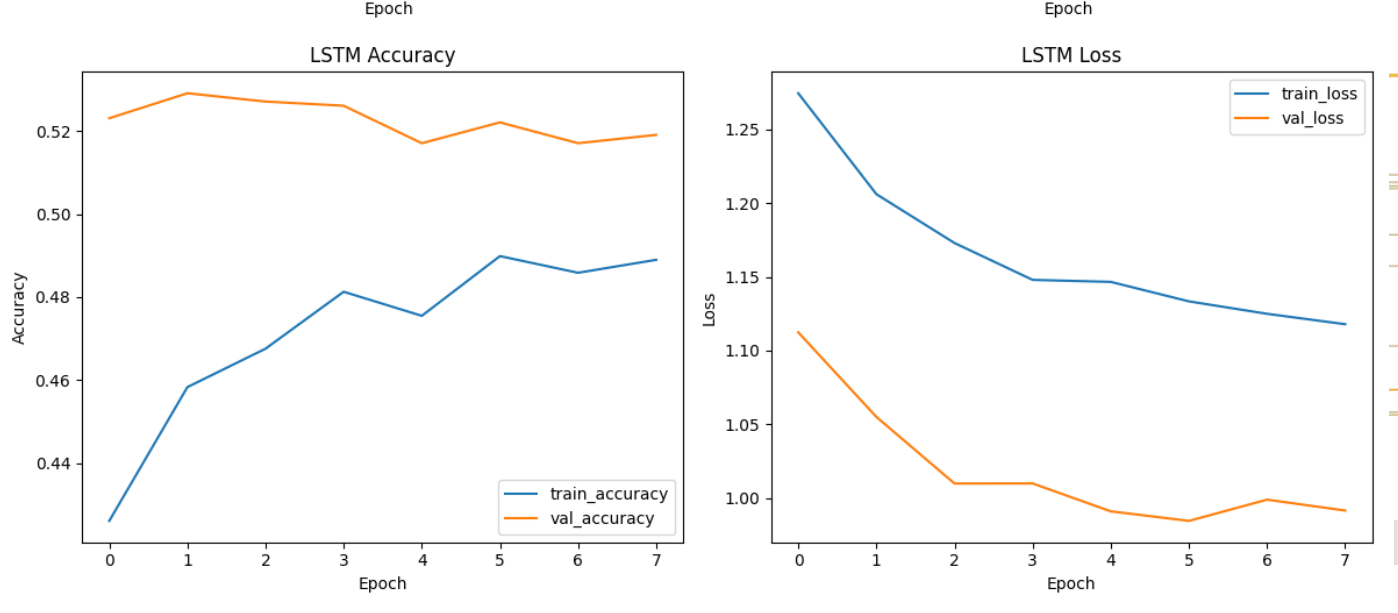 Epoch
Epoch
LSTM Accuracy
Accuracy
0.52
0.50
0.48
0.46
0.44
train_accuracy
val_accuracy
0 1 2 3 4 5 6 7
Epoch
LSTM Loss
Loss
1.25
1.20
1.15
1.10
1.05
1.00
train_loss
val_loss
0 1 2 3 4 5 6 7
Epoch